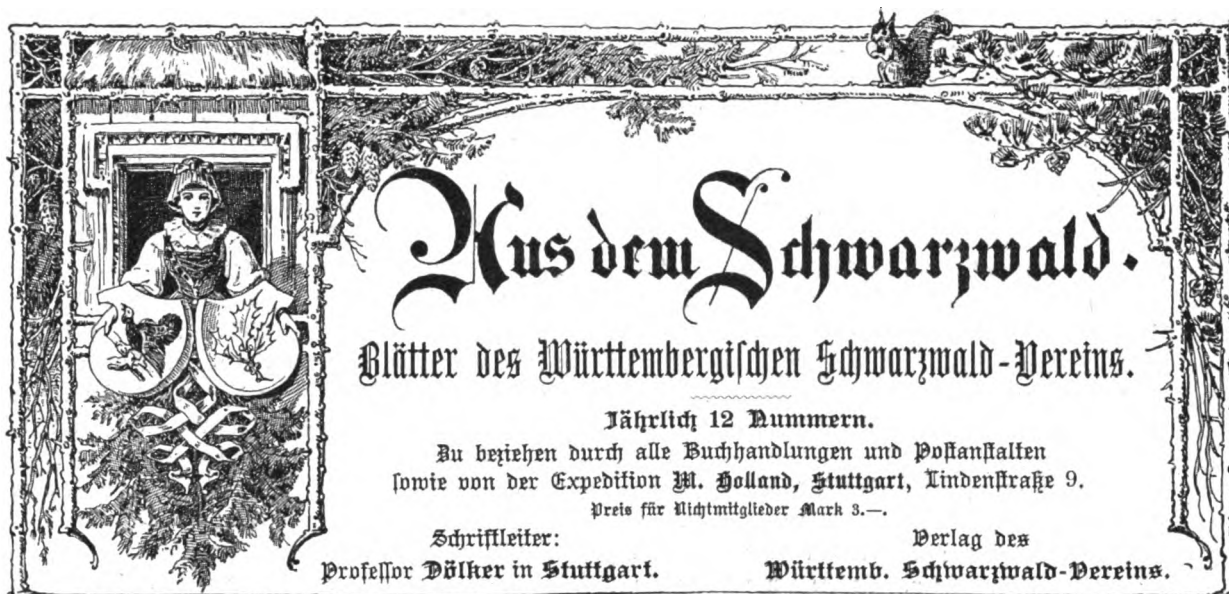 Aus dem Schwarzwald.
Blätter des Württembergischen Schwarzwald-Vereins.
Jährlich 12 Nummern.
Zu beziehen durch alle Buchhandlungen und Postanstalten
sowie von der Expedition M. Holland, Stuttgart, Lindenstraße 9.
Preis für Nichtmitglieder Mark 3.—.
Schriftleiter:
Professor Dölker in Stuttgart.
Verlag des
Württemb. Schwarzwald-Vereins.